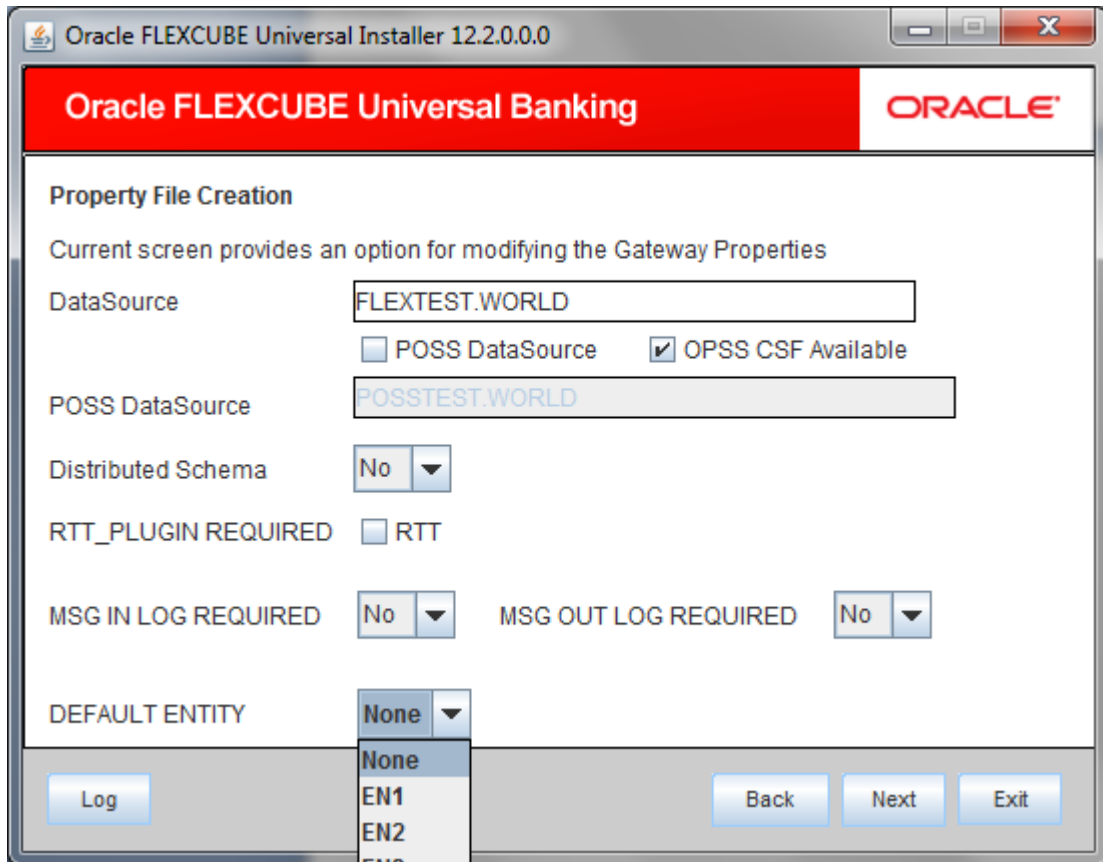 Oracle FLEXCUBE Universal Installer 12.2.0.0.0
Oracle FLEXCUBE Universal Banking
ORACLE
Property File Creation
Current screen provides an option for modifying the Gateway Properties
DataSource FLEXTEST.WORLD
POSS DataSource OPSS CSF Available
POSS DataSource POSSTEST.WORLD
Distributed Schema No
RTT_PLUGIN REQUIRED RTT
MSG IN LOG REQUIRED No MSG OUT LOG REQUIRED No
DEFAULT ENTITY None
None
EN1
EN2
Log Back Next Exit